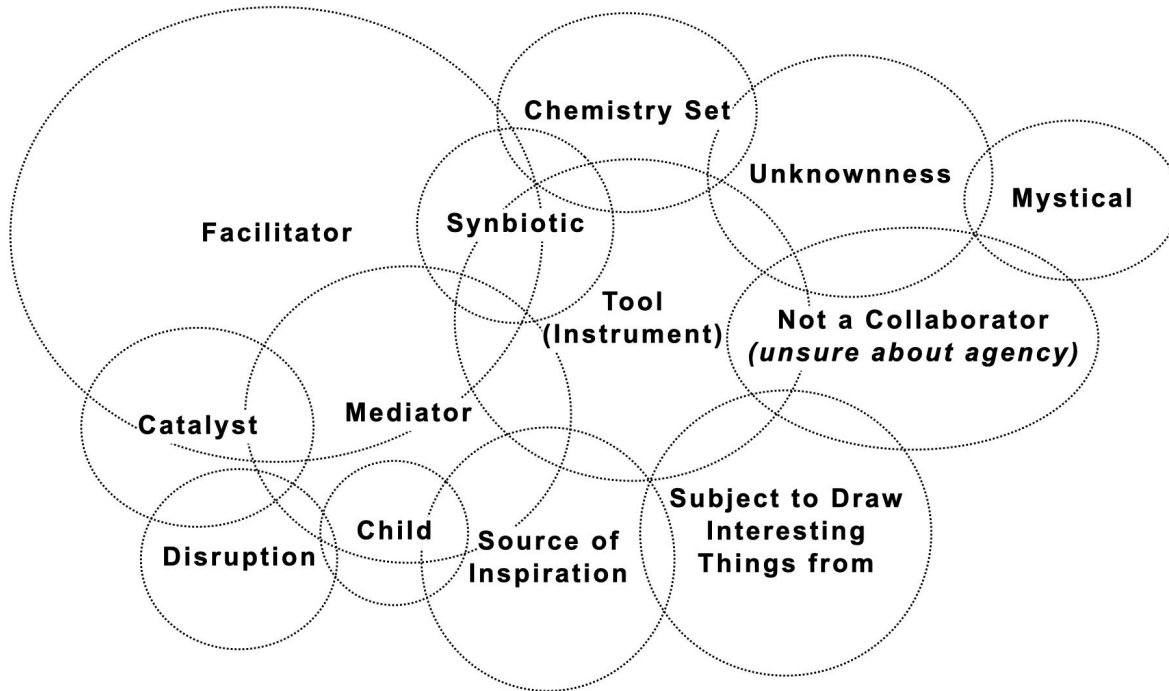 Chemistry Set
Unknownness
Mystical
Facilitator
Synbiotic
Tool
(Instrument)
Not a Collaborator
(unsure about agency)
Catalyst
Mediator
Disruption
Child
Source of
Inspiration
Subject to Draw
Interesting
Things from